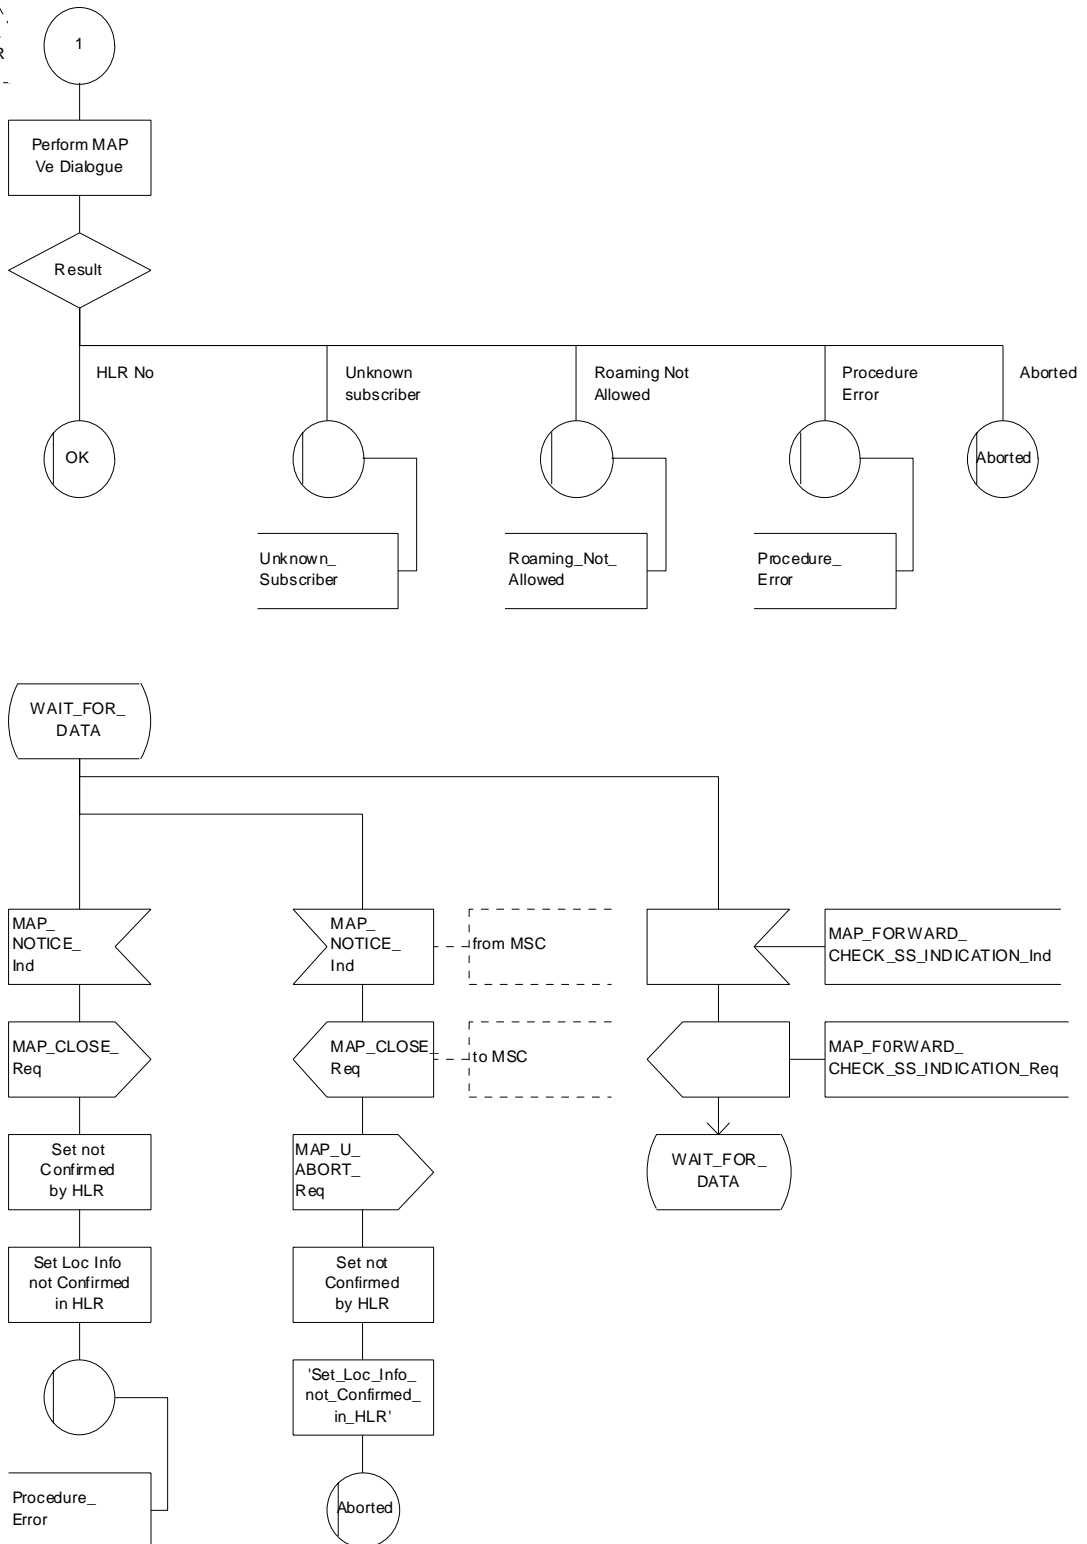 R
1
Perform MAP
Ve Dialogue
Result
HLR No
Unknown
subscriber
Roaming Not
Allowed
Procedure
Error
Aborted
OK
Aborted
Unknown_
Subscriber
Roaming_Not_
Allowed
Procedure_
Error
WAIT_FOR_
DATA
MAP_
NOTICE_
Ind
MAP_
NOTICE_
Ind
from MSC
MAP_FORWARD_
CHECK_SS_INDICATION_Ind
MAP_CLOSE_
Req
MAP_CLOSE_
Req
to MSC
MAP_F0RWARD_
CHECK_SS_INDICATION_Req
Set not
Confirmed
by HLR
MAP_U_
ABORT_
Req
WAIT_FOR_
DATA
Set Loc Info
not Confirmed
in HLR
Set not
Confirmed
by HLR
'Set_Loc_Info_
not_Confirmed_
in_HLR'
Procedure_
Error
Aborted